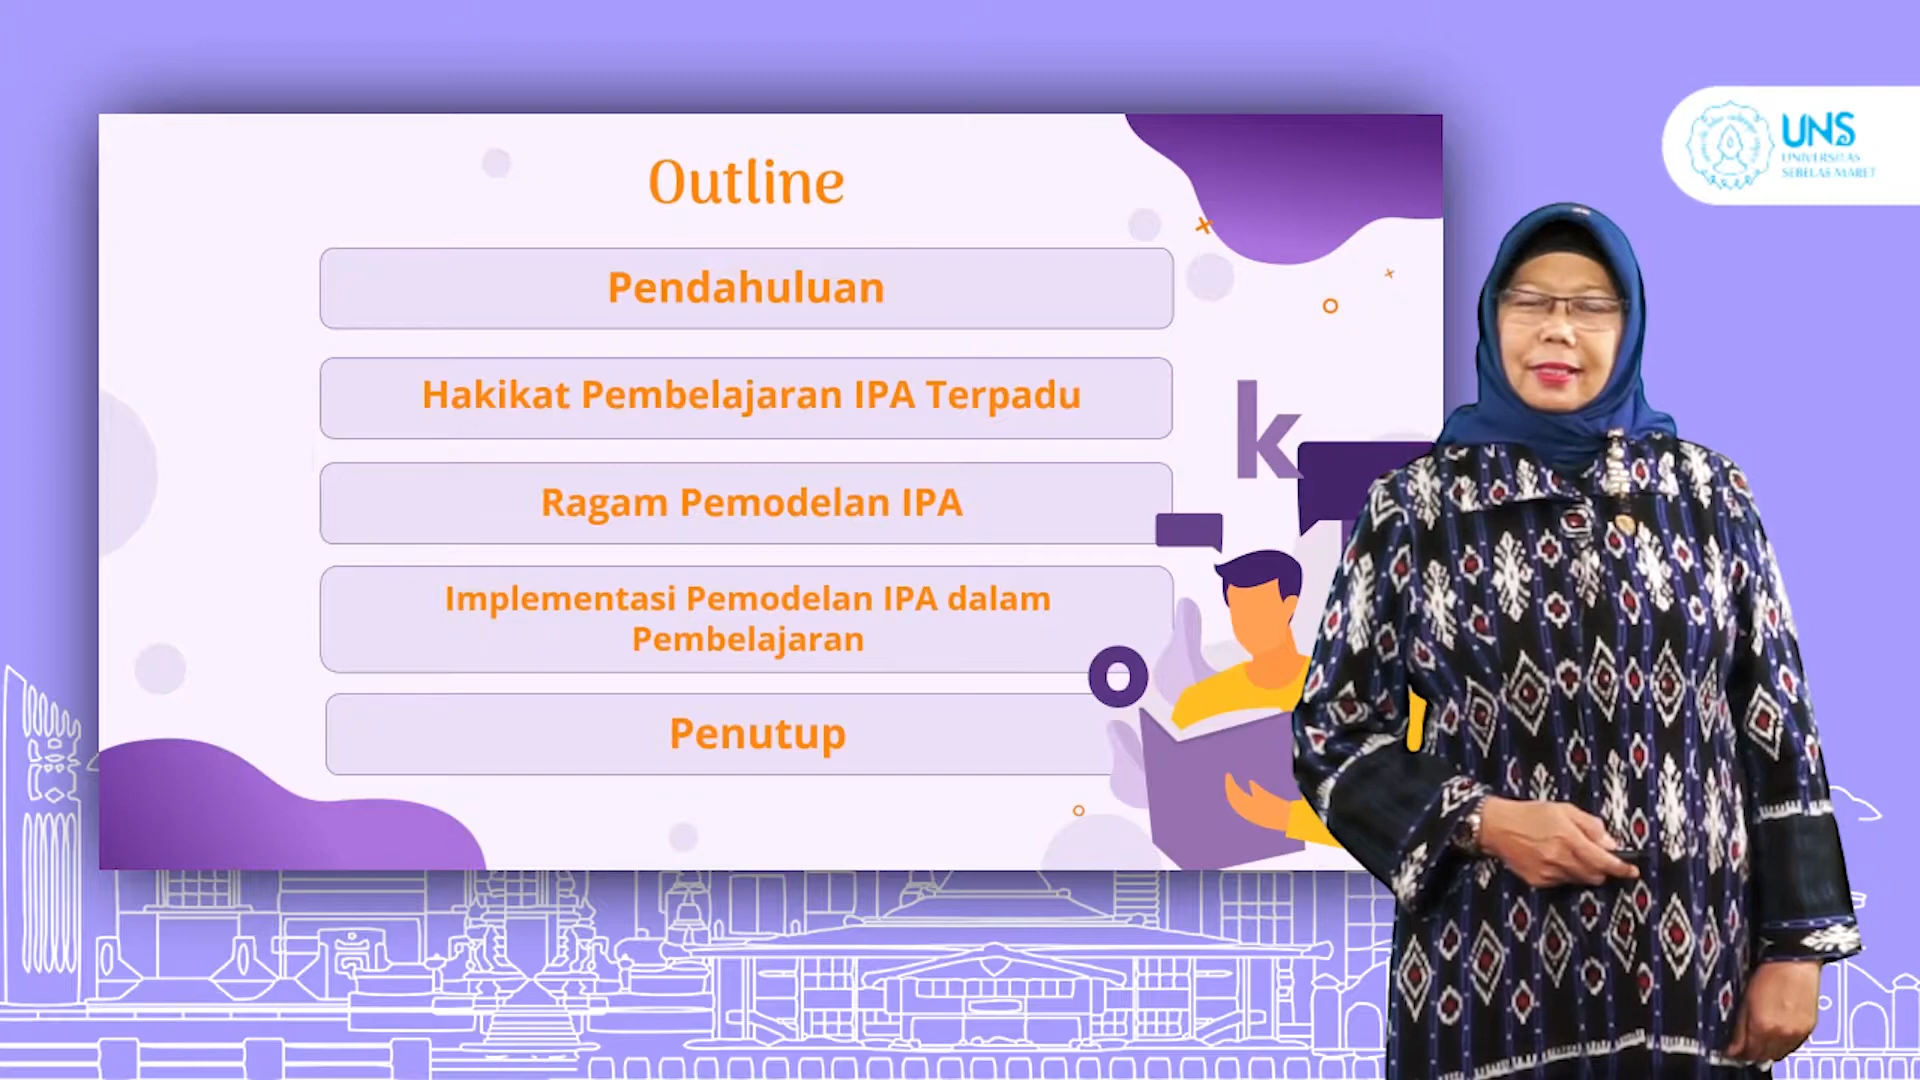 Outline
Pendahuluan
Hakikat Pembelajaran IPA Terpadu
Ragam Pemodelan IPA
Implementasi Pemodelan IPA dalam
Pembelajaran
Penutup
k
o
UNS
UNIVERSITAS
SEBELAS MARET